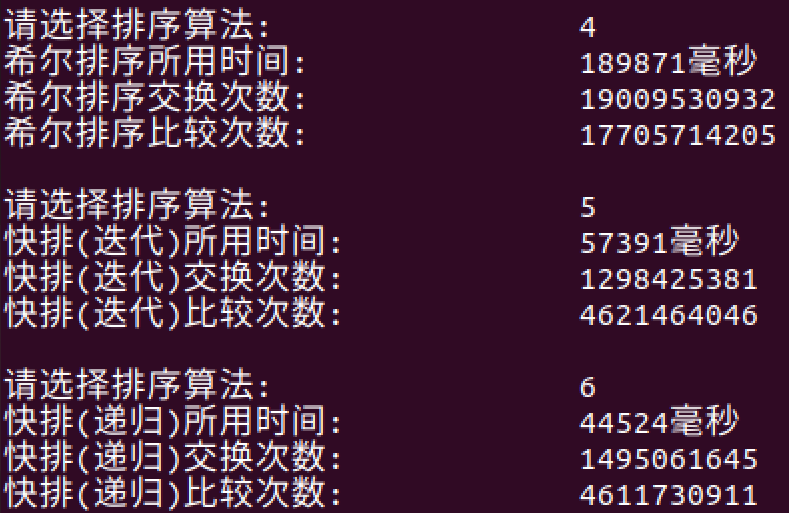 请选择排序算法: 4
希尔排序所用时间: 189871毫秒
希尔排序交换次数: 19009530932
希尔排序比较次数: 17705714205
请选择排序算法: 5
快排(迭代)所用时间: 57391毫秒
快排(迭代)交换次数: 1298425381
快排(迭代)比较次数: 4621464046
请选择排序算法: 6
快排(递归)所用时间: 44524毫秒
快排(递归)交换次数: 1495061645
快排(递归)比较次数: 4611730911